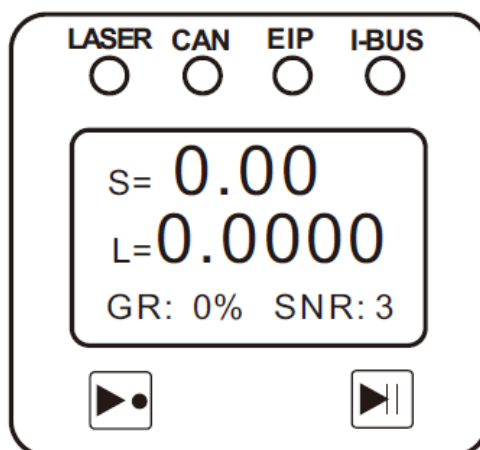 LASER CAN EIP I-BUS
S= 0.00
L=0.0000
GR: 0% SNR: 3